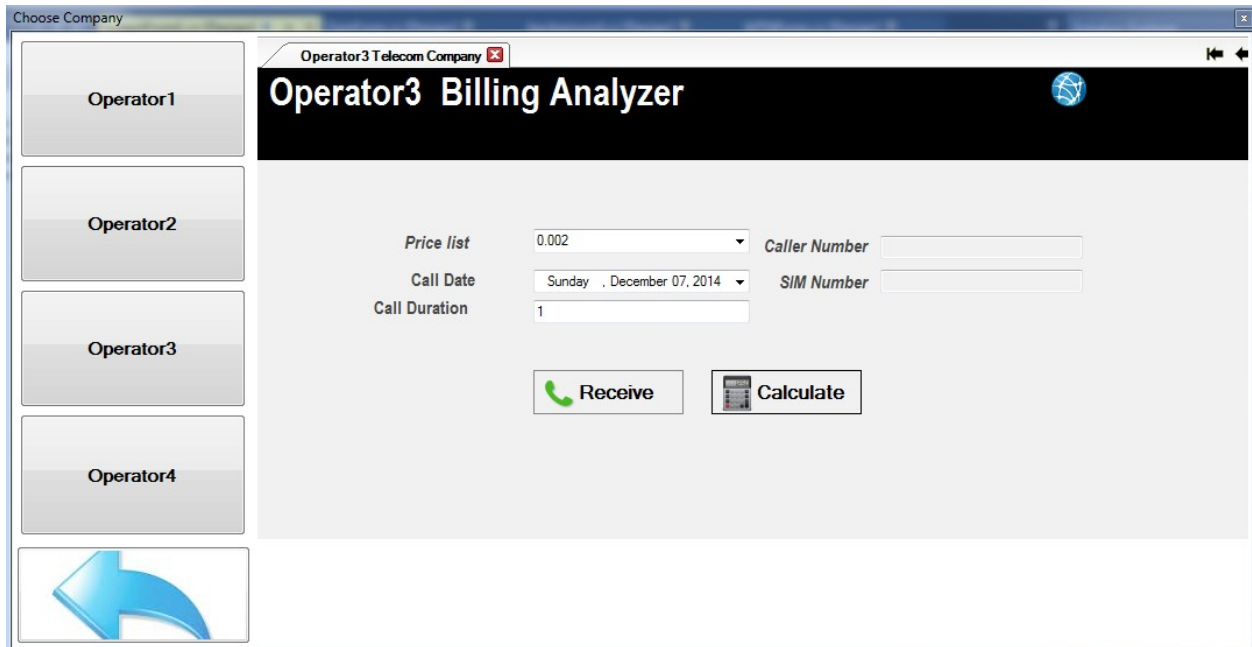 Choose Company
Operator1
Operator2
Operator3
Operator4
Operator3 Telecom Company
Operator3 Billing Analyzer
Price list 0.002 Caller Number
Call Date Sunday , December 07, 2014 SIM Number
Call Duration 1
Receive Calculate